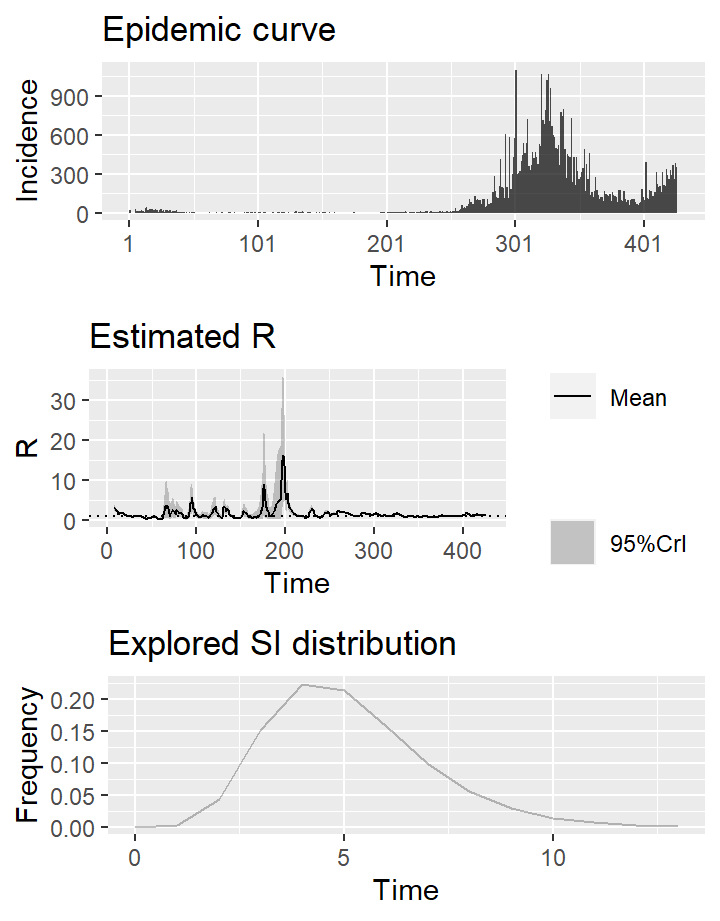 Epidemic curve
Incidence
900
600
300
0
1 101 201 301 401
Time
Estimated R
R
30
20
10
0
0 100 200 300 400
Time
Mean
95%CrI
Explored SI distribution
Frequency
0.20
0.15
0.10
0.05
0.00
0 5 10
Time